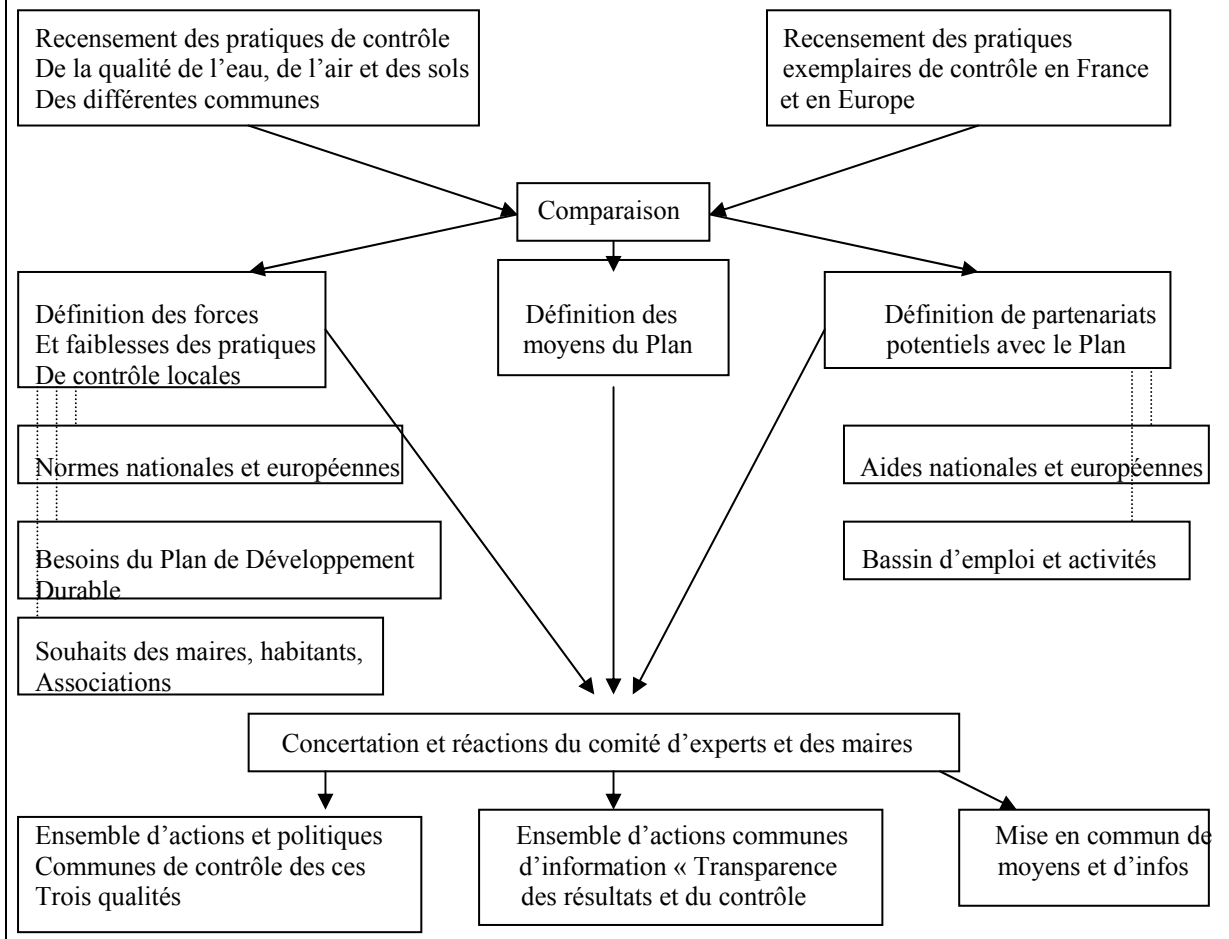 Recensement des pratiques de contrôle
De la qualité de l’eau, de l’air et des sols
Des différentes communes
Recensement des pratiques
exemplaires de contrôle en France
et en Europe
Comparaison
Définition des forces
Et faiblesses des pratiques
De contrôle locales
Définition des
moyens du Plan
Définition de partenariats
potentiels avec le Plan
Normes nationales et européennes
Aides nationales et européennes
Besoins du Plan de Développement
Durable
Bassin d’emploi et activités
Souhaits des maires, habitants,
Associations
Concertation et réactions du comité d’experts et des maires
Ensemble d’actions et politiques
Communes de contrôle des ces
Trois qualités
Ensemble d’actions communes
d’information « Transparence
des résultats et du contrôle
Mise en commun de
moyens et d’infos